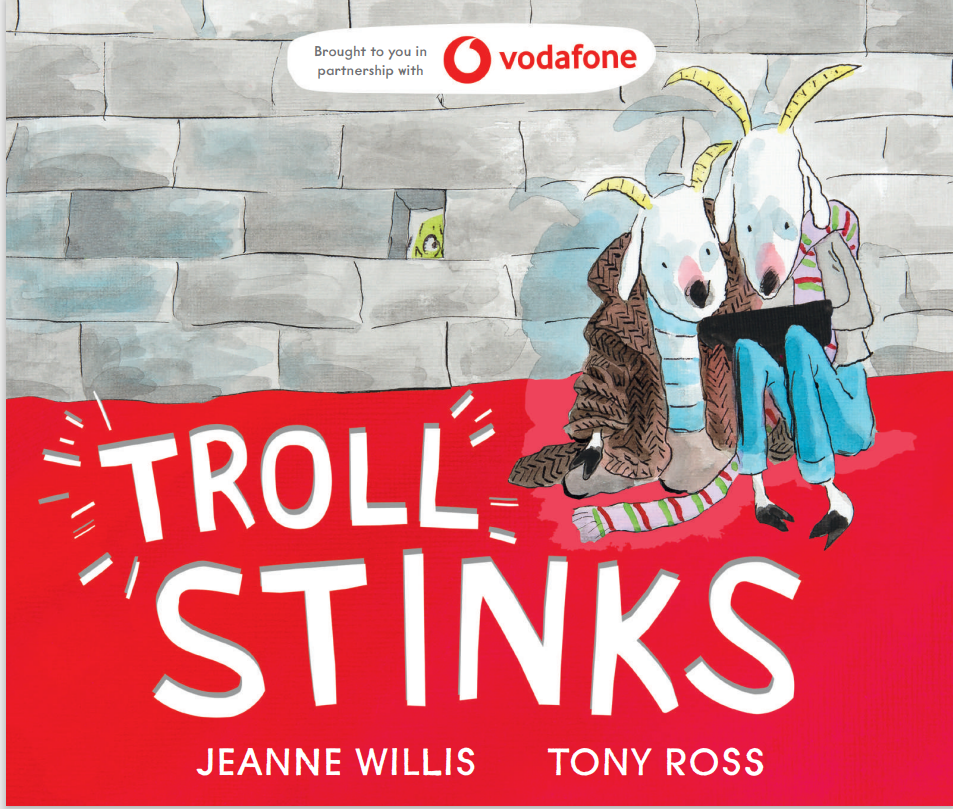 Brought to you in
partnership with
vodafone
TROLL
STINKS
JEANNE WILLIS TONY ROSS